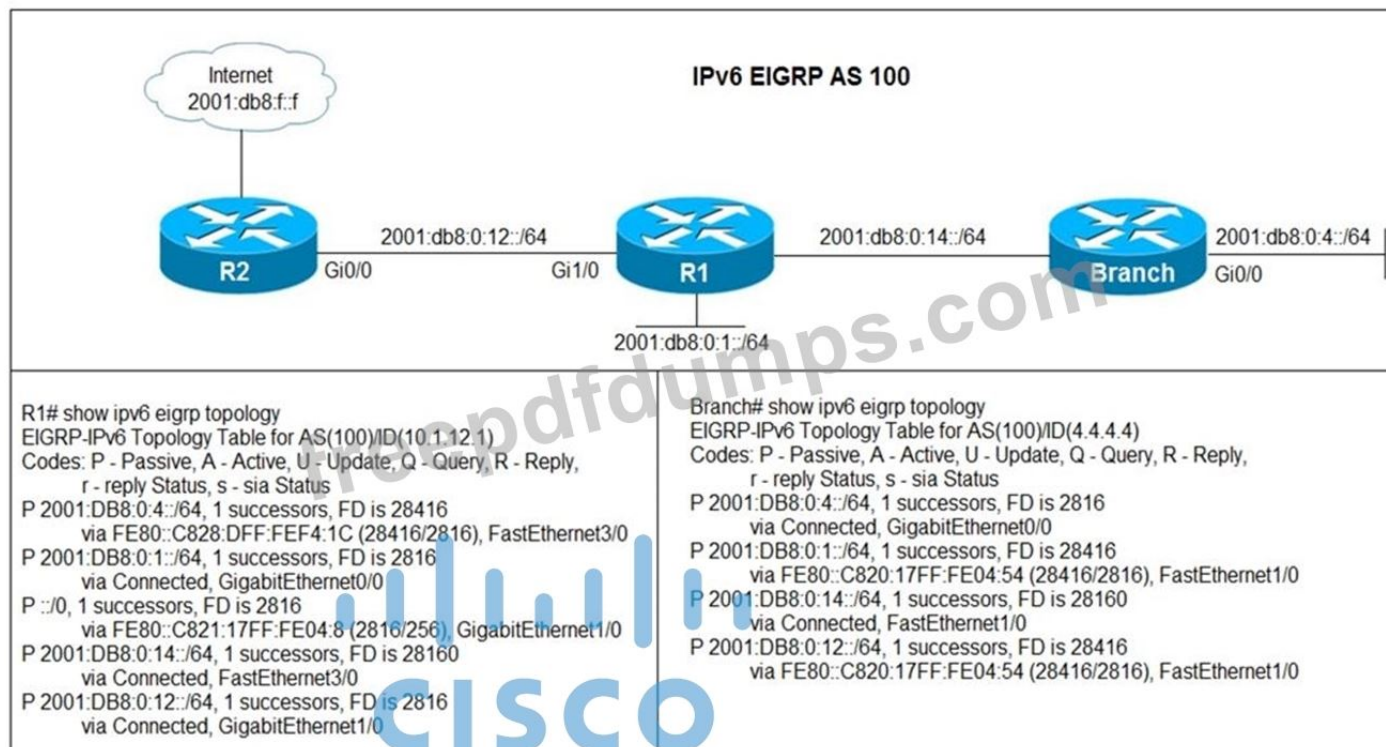 Internet
2001:db8:f::f
IPv6 EIGRP AS 100
2001:db8:0:12::/64
2001:db8:0:14::/64
2001:db8:0:4::/64
R2
Gi0/0
Gi1/0
R1
Branch
Gi0/0
2001:db8:0:1::/64
freepdfdumps.com
R1# show ipv6 eigrp topology
EIGRP-IPv6 Topology Table for AS(100)/ID(10.1.12.1)
Codes: P - Passive, A - Active, U - Update, Q - Query, R - Reply,
r - reply Status, s - sia Status
P 2001:DB8:0:4::/64, 1 successors, FD is 28416
via FE80::C828:DFF:FEF4:1C (28416/2816), FastEthernet3/0
P 2001:DB8:0:1::/64, 1 successors, FD is 2816
via Connected, GigabitEthernet0/0
P ::/0, 1 successors, FD is 2816
via FE80::C821:17FF:FE04:8 (2816/256), GigabitEthernet1/0
P 2001:DB8:0:14::/64, 1 successors, FD is 28160
via Connected, FastEthernet3/0
P 2001:DB8:0:12::/64, 1 successors, FD is 2816
via Connected, GigabitEthernet1/0
Branch# show ipv6 eigrp topology
EIGRP-IPv6 Topology Table for AS(100)/ID(4.4.4.4)
Codes: P - Passive, A - Active, U - Update, Q - Query, R - Reply,
r - reply Status, s - sia Status
P 2001:DB8:0:4::/64, 1 successors, FD is 2816
via Connected, GigabitEthernet0/0
P 2001:DB8:0:1::/64, 1 successors, FD is 28416
via FE80::C820:17FF:FE04:54 (28416/2816), FastEthernet1/0
P 2001:DB8:0:14::/64, 1 successors, FD is 28160
via Connected, FastEthernet1/0
P 2001:DB8:0:12::/64, 1 successors, FD is 28416
via FE80::C820:17FF:FE04:54 (28416/2816), FastEthernet1/0
CISCO